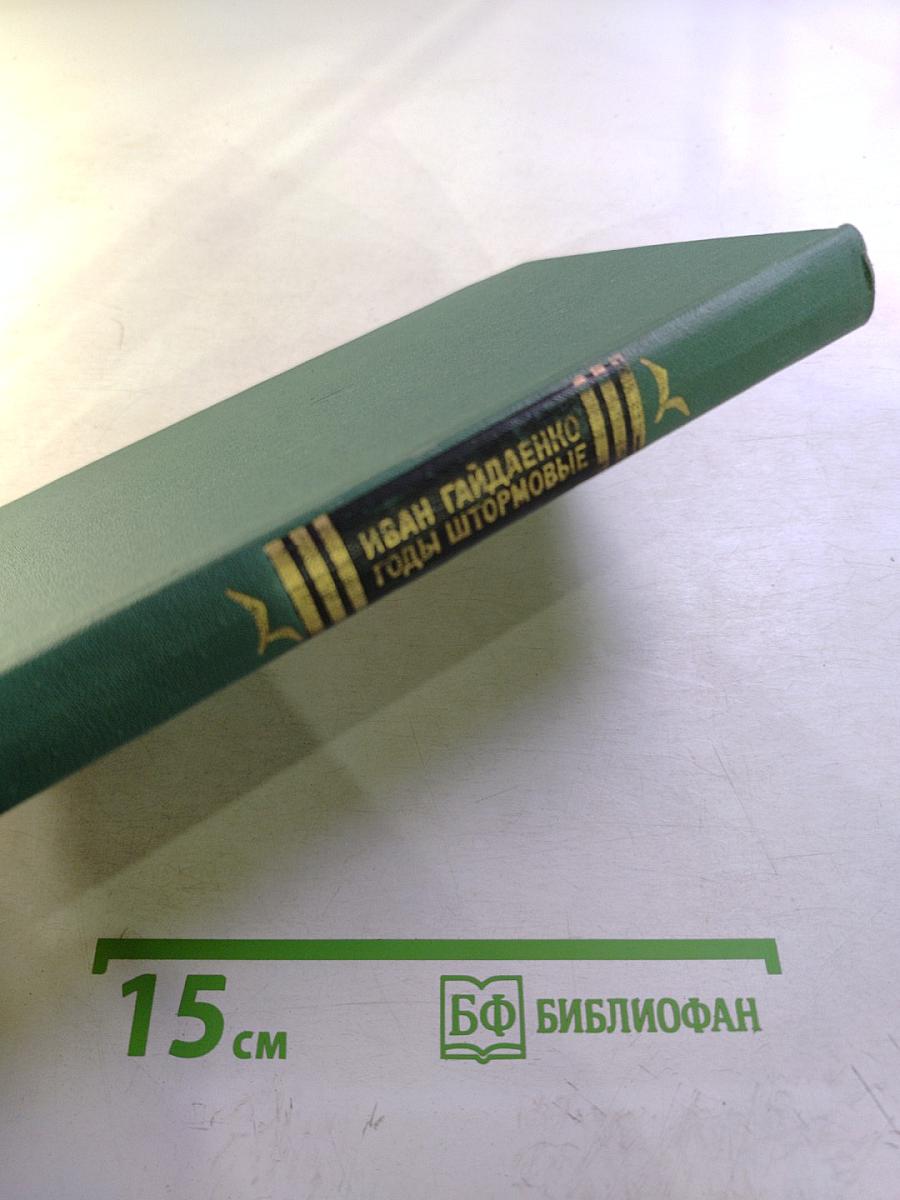 ИВАН ГАЙДАЕНКО
ГОДЫ ШТОРМОВЫЕ
15 см
БФ БИБЛИОФАН